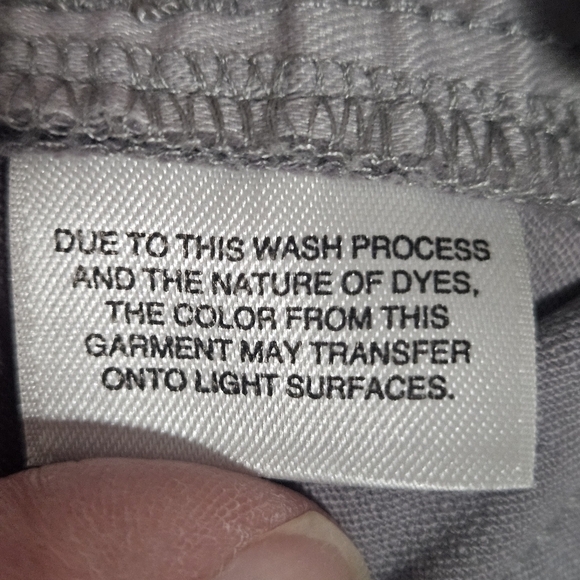 DUE TO THIS WASH PROCESS
AND THE NATURE OF DYES,
THE COLOR FROM THIS
GARMENT MAY TRANSFER
ONTO LIGHT SURFACES.